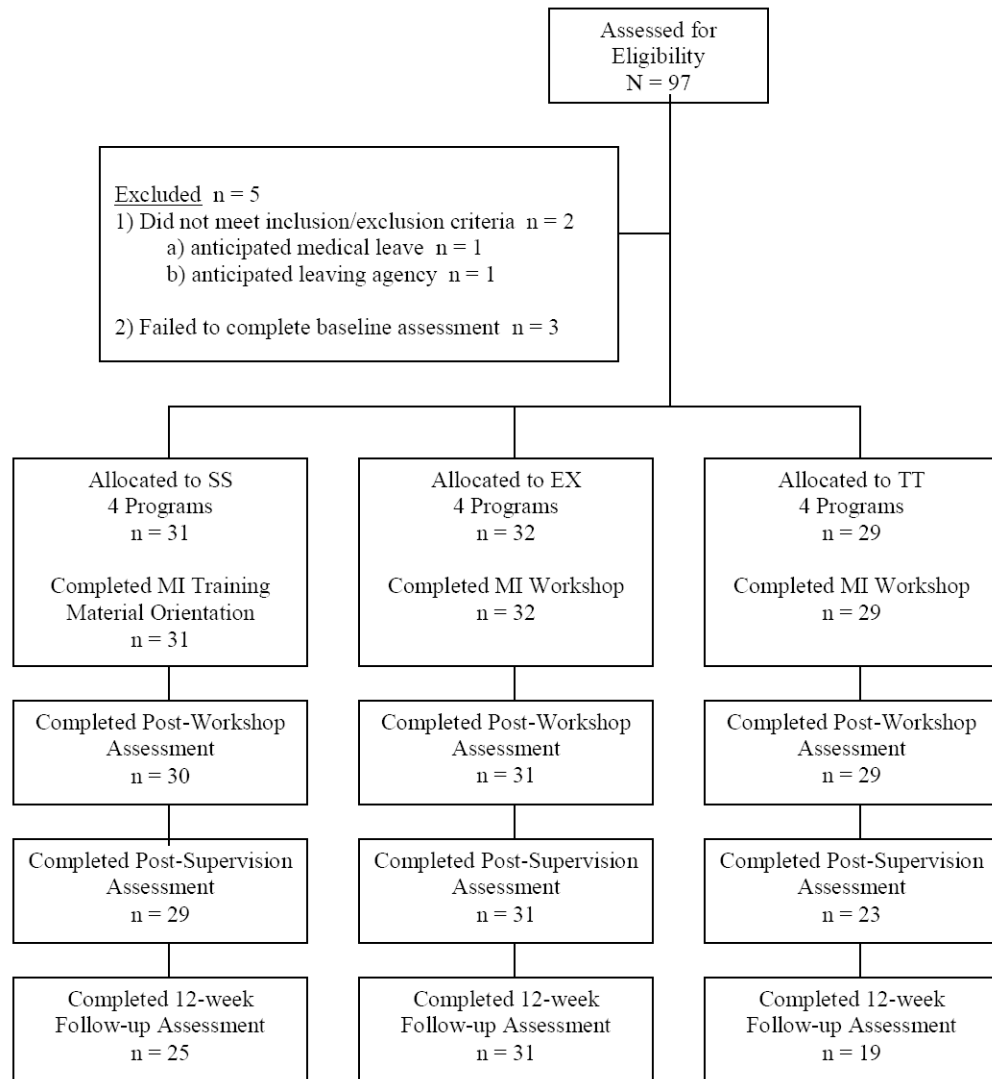 Assessed for
Eligibility
N = 97
Excluded n = 5
1) Did not meet inclusion/exclusion criteria n = 2
a) anticipated medical leave n = 1
b) anticipated leaving agency n = 1
2) Failed to complete baseline assessment n = 3
Allocated to SS
4 Programs
n = 31
Completed MI Training
Material Orientation
n = 31
Allocated to EX
4 Programs
n = 32
Completed MI Workshop
n = 32
Allocated to TT
4 Programs
n = 29
Completed MI Workshop
n = 29
Completed Post-Workshop
Assessment
n = 30
Completed Post-Workshop
Assessment
n = 31
Completed Post-Workshop
Assessment
n = 29
Completed Post-Supervision
Assessment
n = 29
Completed Post-Supervision
Assessment
n = 31
Completed Post-Supervision
Assessment
n = 23
Completed 12-week
Follow-up Assessment
n = 25
Completed 12-week
Follow-up Assessment
n = 31
Completed 12-week
Follow-up Assessment
n = 19